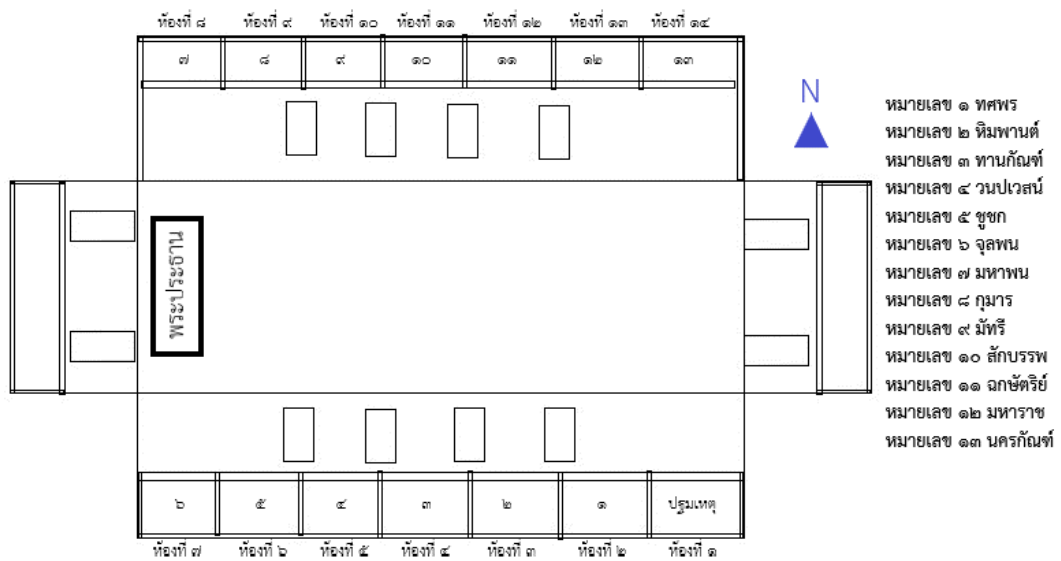 ห้องที่ ๘ ห้องที่ ๙ ห้องที่ ๑๐ ห้องที่ ๑๑ ห้องที่ ๑๒ ห้องที่ ๑๓ ห้องที่ ๑๔
๗ ๘ ๙ ๑๐ ๑๑ ๑๒ ๑๓
N
หมายเลข ๑ ทศพร
หมายเลข ๒ หิมพานต์
หมายเลข ๓ ทานกัณฑ์
หมายเลข ๔ วนปเวสน์
หมายเลข ๕ ชูชก
หมายเลข ๖ จุลพน
หมายเลข ๗ มหาพน
หมายเลข ๘ กุมาร
หมายเลข ๙ มัทรี
หมายเลข ๑๐ สักบรรพ
หมายเลข ๑๑ ฉกษัตริย์
หมายเลข ๑๒ มหาราช
หมายเลข ๑๓ นครกัณฑ์
พระประธาน
๖ ๕ ๔ ๓ ๒ ๑ ปฐมเหตุ
ห้องที่ ๗ ห้องที่ ๖ ห้องที่ ๕ ห้องที่ ๔ ห้องที่ ๓ ห้องที่ ๒ ห้องที่ ๑